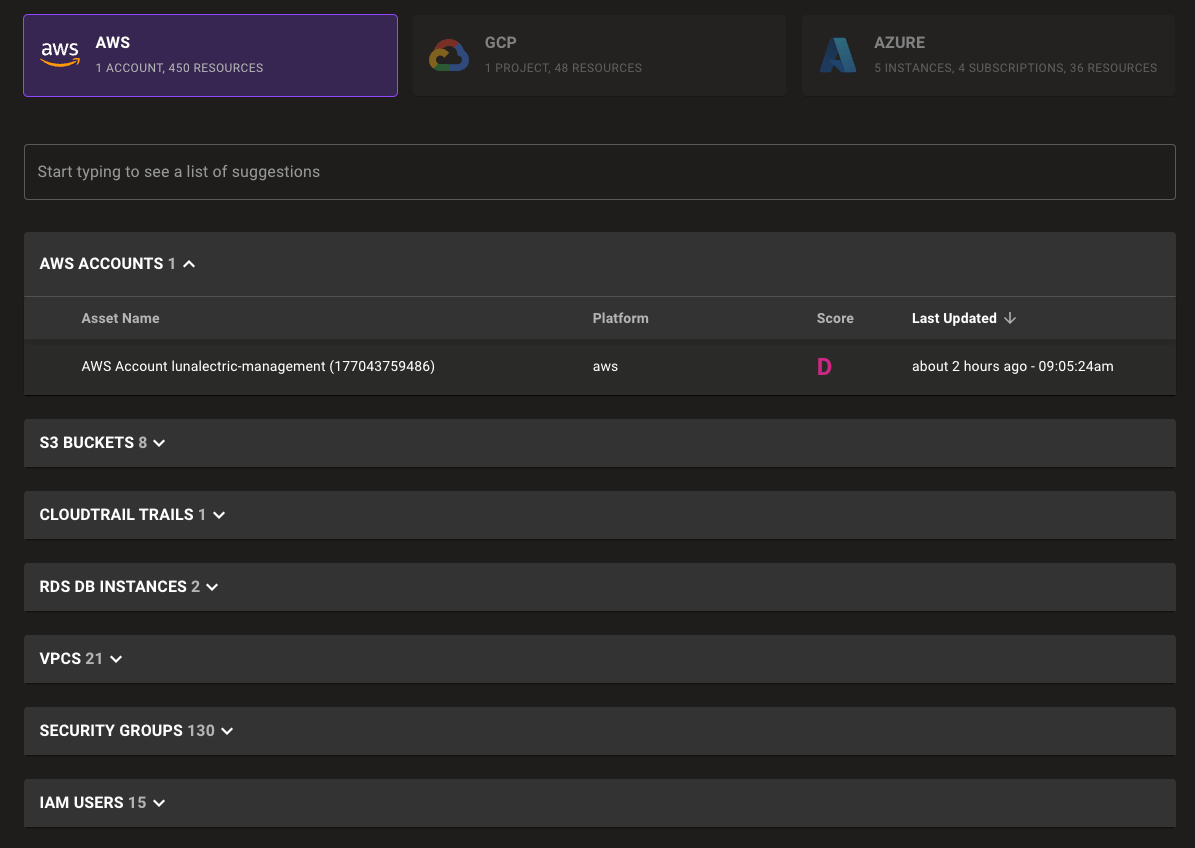 aws
AWS
1 ACCOUNT, 450 RESOURCES
GCP
1 PROJECT, 48 RESOURCES
AZURE
5 INSTANCES, 4 SUBSCRIPTIONS, 36 RESOURCES
Start typing to see a list of suggestions
AWS ACCOUNTS 1
Asset Name Platform Score Last Updated
AWS Account lunalectric-management (177043759486) aws D about 2 hours ago - 09:05:24am
S3 BUCKETS 8
CLOUDTRAIL TRAILS 1
RDS DB INSTANCES 2
VPCS 21
SECURITY GROUPS 130
IAM USERS 15